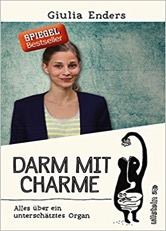 Giulia Enders
SPIEGEL
Bestseller
DARM MIT
CHARME
Alles über ein
unterschätztes Organ
ullstein